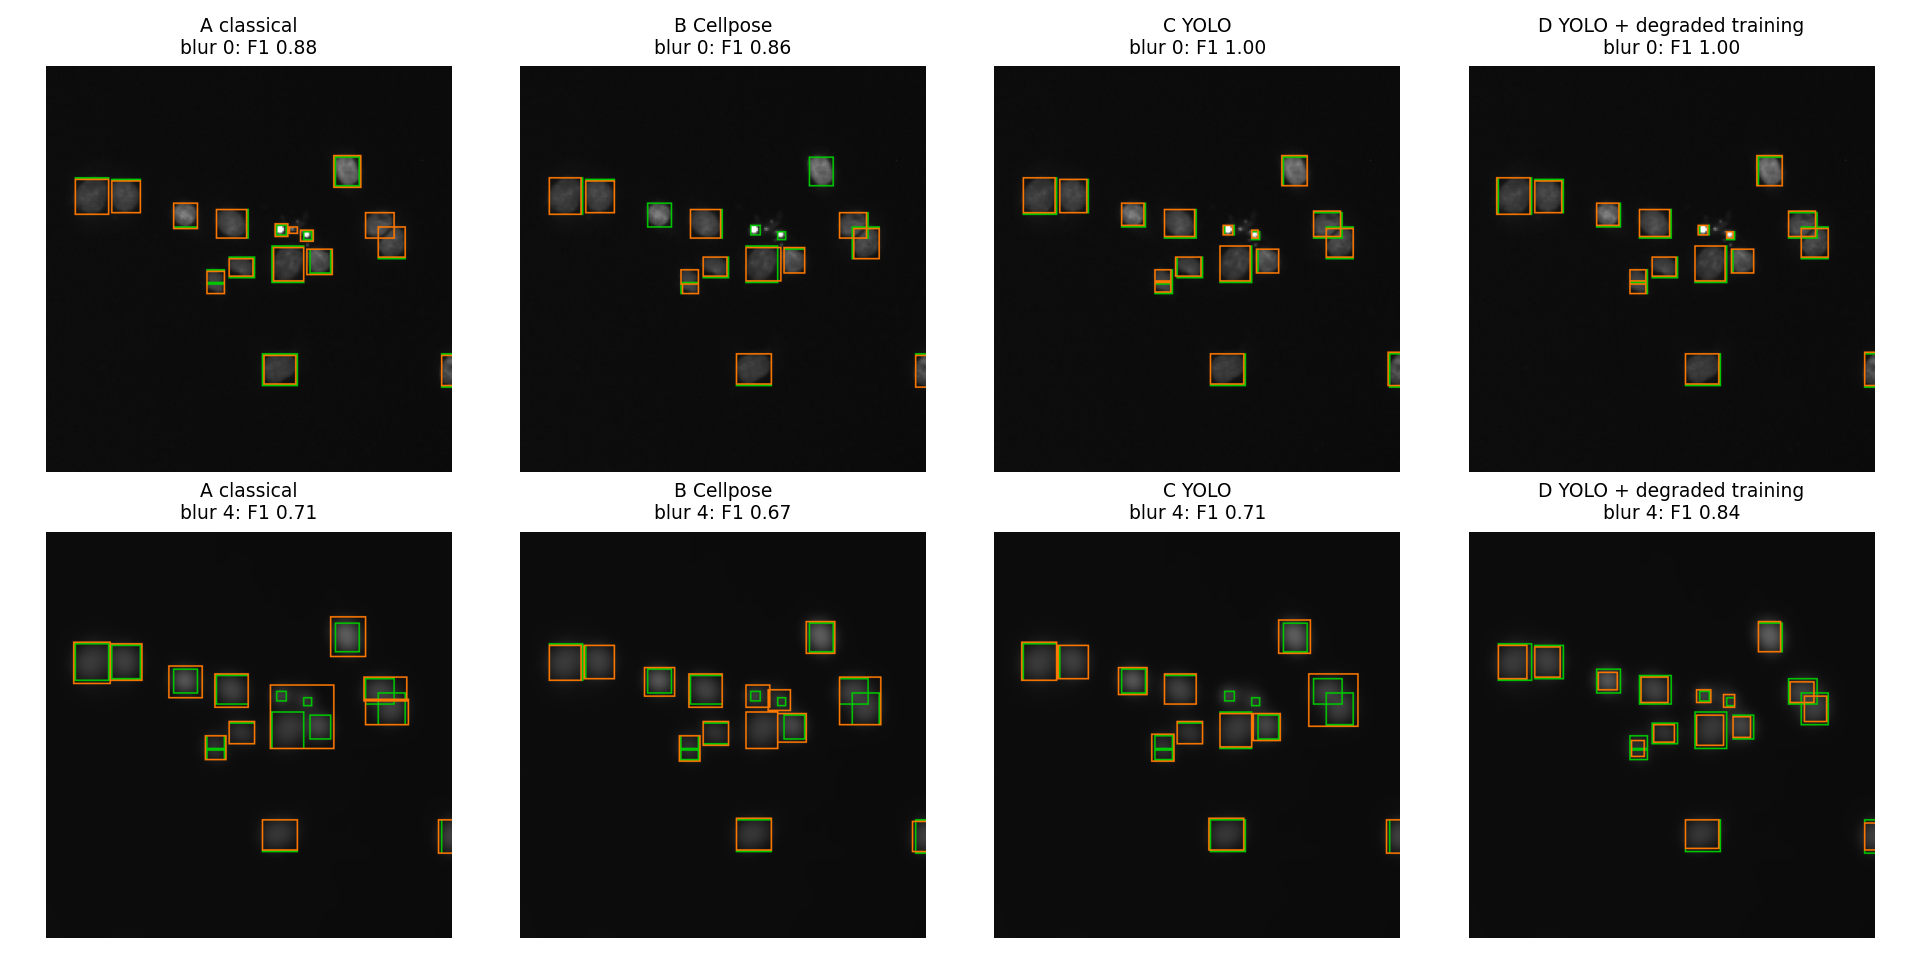 A classical
blur 0: F1 0.88
B Cellpose
blur 0: F1 0.86
C YOLO
blur 0: F1 1.00
D YOLO + degraded training
blur 0: F1 1.00
A classical
blur 4: F1 0.71
B Cellpose
blur 4: F1 0.67
C YOLO
blur 4: F1 0.71
D YOLO + degraded training
blur 4: F1 0.84